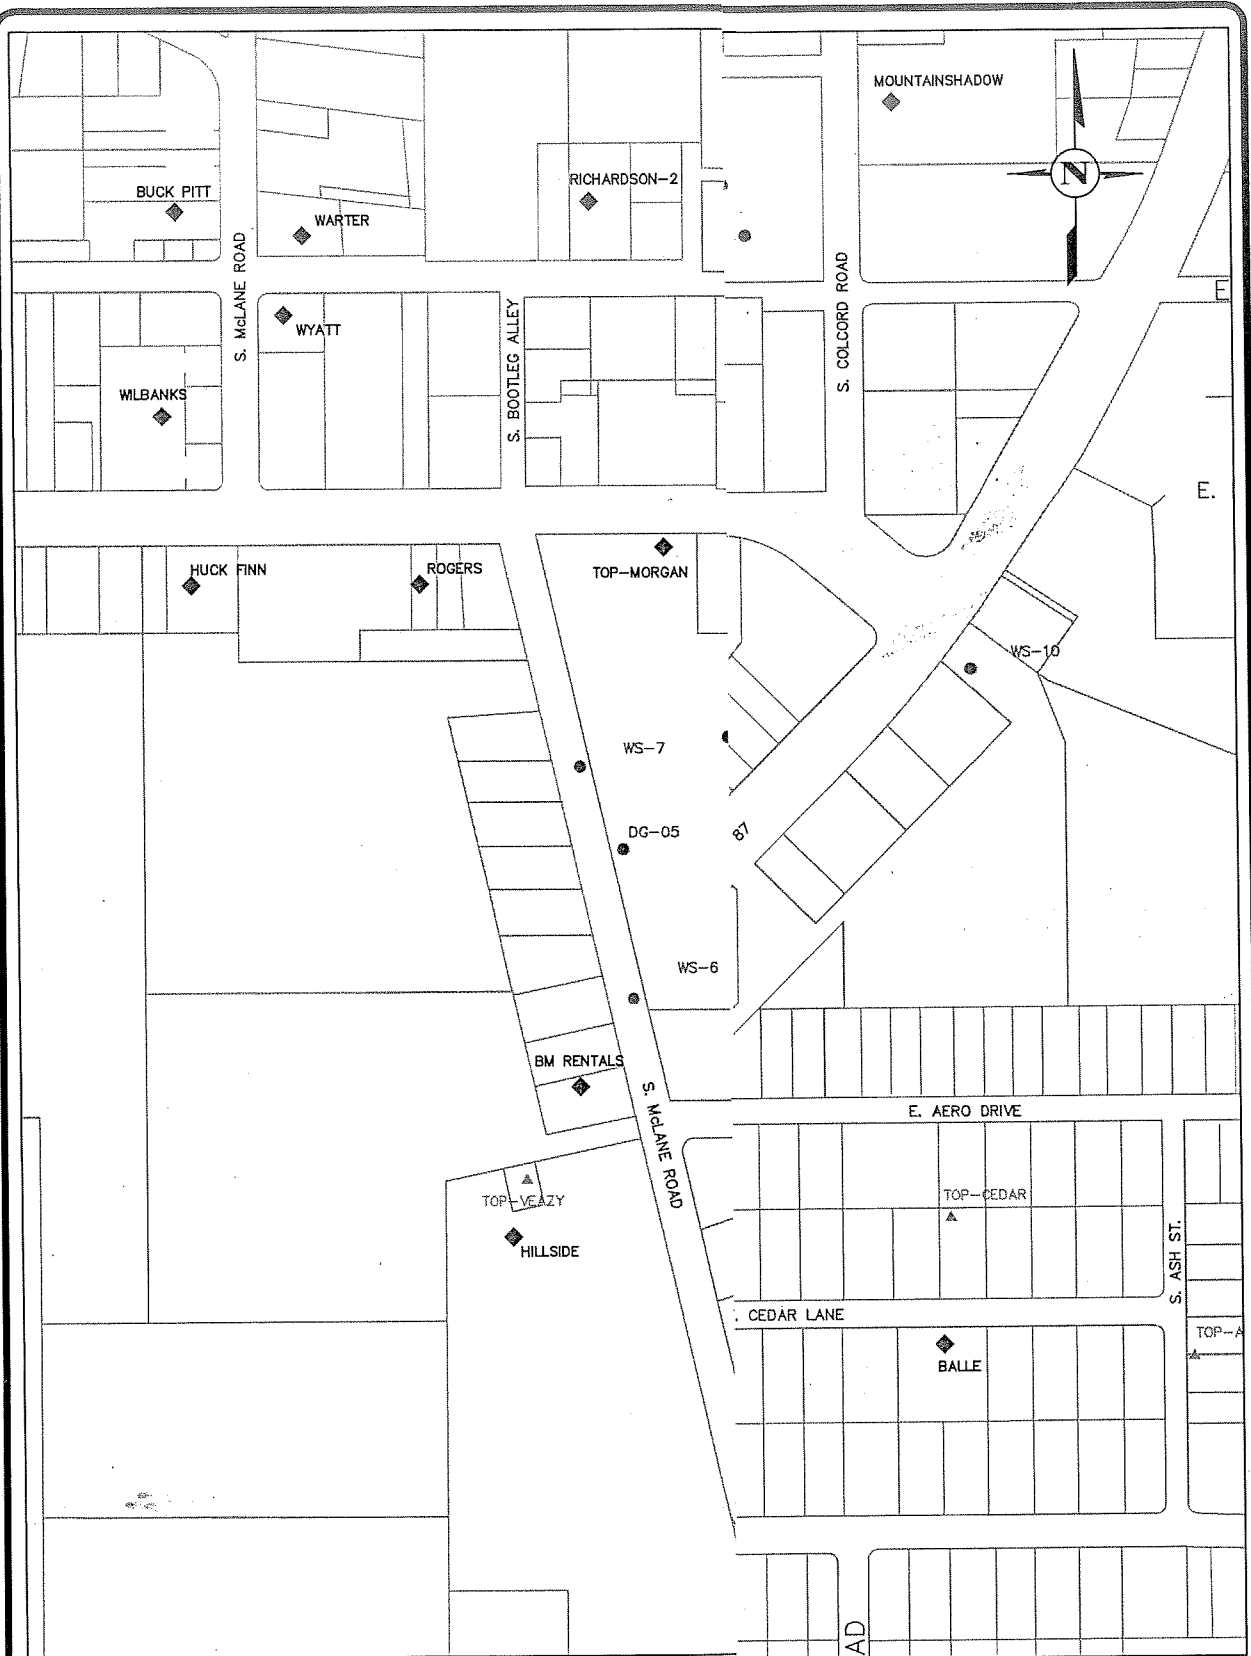 MOUNTAINSHADOW
N
RICHARDSON-2
BUCK PITT
WARTER
S. McLANE ROAD
S. COLCORD ROAD
E
WYATT
S. BOOTLEG ALLEY
WILBANKS
E.
HUCK FINN
ROGERS
TOP-MORGAN
WS-10
WS-7
DG-05
87
WS-6
BM RENTALS
S. McLANE ROAD
E. AERO DRIVE
TOP-VEAZY
TOP-CEDAR
HILLSIDE
S. ASH ST.
. CEDAR LANE
TOP-A
BALLE
AD